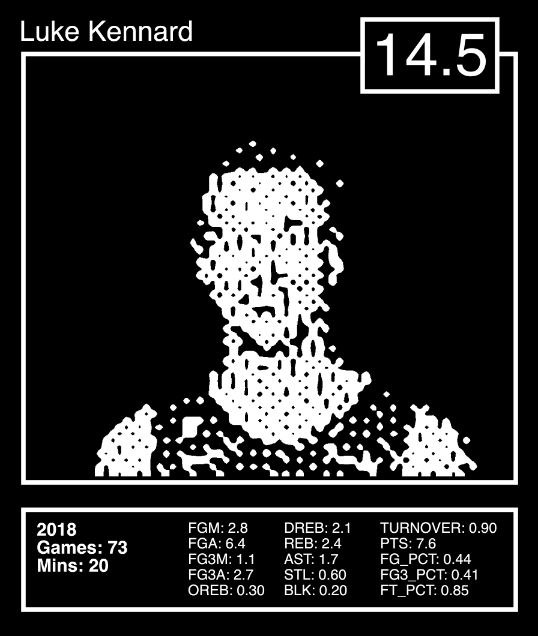 Luke Kennard
14.5
2018
Games: 73
Mins: 20
FGM: 2.8
FGA: 6.4
FG3M: 1.1
FG3A: 2.7
OREB: 0.30
DREB: 2.1
REB: 2.4
AST: 1.7
STL: 0.60
BLK: 0.20
TURNOVER: 0.90
PTS: 7.6
FG_PCT: 0.44
FG3_PCT: 0.41
FT_PCT: 0.85